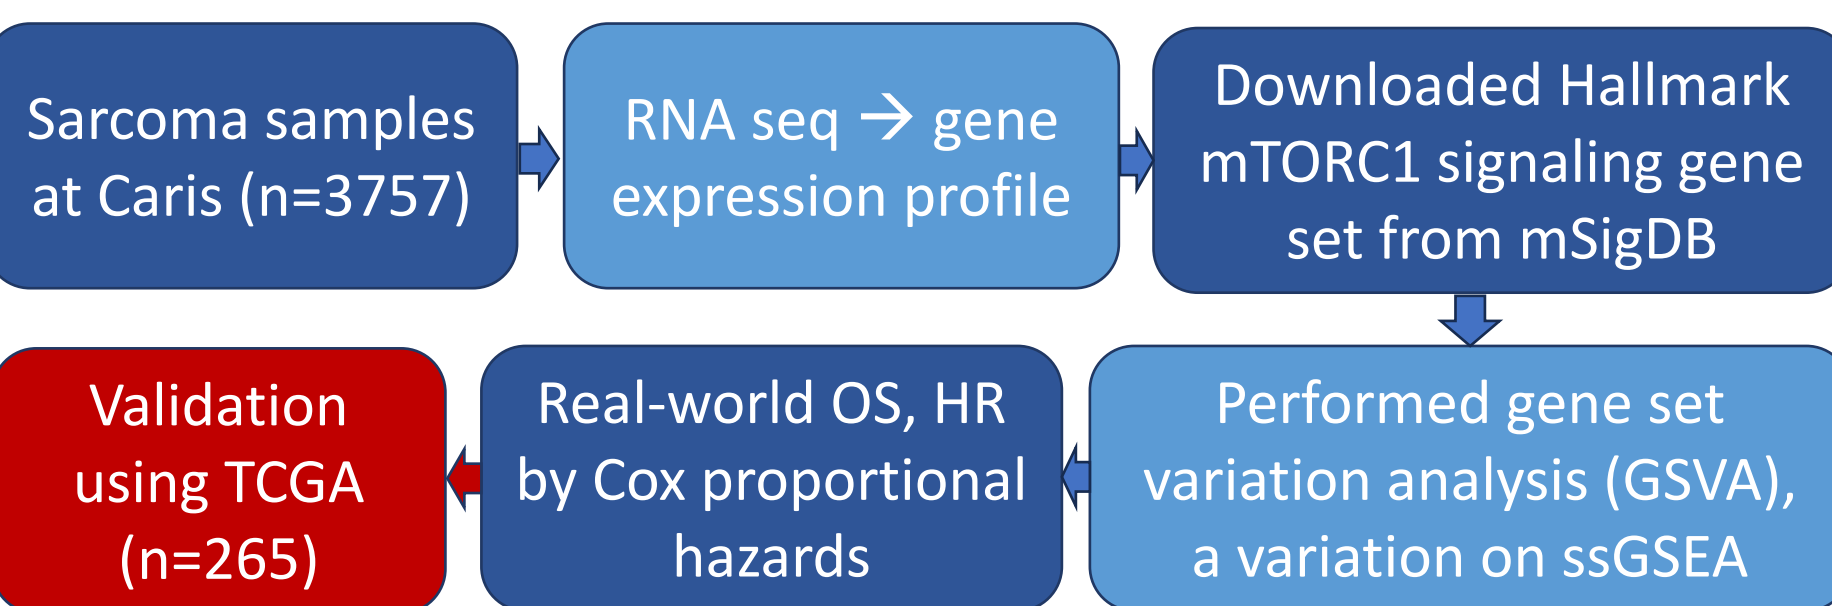 Sarcoma samples
at Caris (n=3757)
RNA seq → gene
expression profile
Downloaded Hallmark
mTORC1 signaling gene
set from mSigDB
Performed gene set
variation analysis (GSVA),
a variation on ssGSEA
Real-world OS, HR
by Cox proportional
hazards
Validation
using TCGA
(n=265)